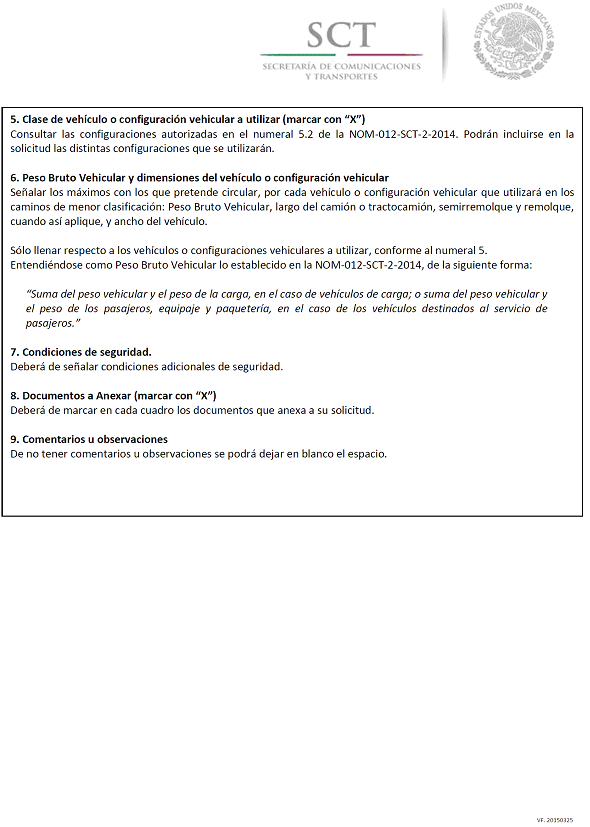 SCT
SECRETARÍA DE COMUNICACIONES
Y TRANSPORTES
ESTADOS UNIDOS MEXICANOS
5. Clase de vehículo o configuración vehicular a utilizar (marcar con “X”)
Consultar las configuraciones autorizadas en el numeral 5.2 de la NOM-012-SCT-2-2014. Podrán incluirse en la
solicitud las distintas configuraciones que se utilizarán.
6. Peso Bruto Vehicular y dimensiones del vehículo o configuración vehicular
Señalar los máximos con los que pretende circular, por cada vehículo o configuración vehicular que utilizará en los
caminos de menor clasificación: Peso Bruto Vehicular, largo del camión o tractocamión, semirremolque y remolque,
cuando así aplique, y ancho del vehículo.
Sólo llenar respecto a los vehículos o configuraciones vehiculares a utilizar, conforme al numeral 5.
Entendiéndose como Peso Bruto Vehicular lo establecido en la NOM-012-SCT-2-2014, de la siguiente forma:
“Suma del peso vehicular y el peso de la carga, en el caso de vehículos de carga; o suma del peso vehicular y
el peso de los pasajeros, equipaje y paquetería, en el caso de los vehículos destinados al servicio de
pasajeros.”
7. Condiciones de seguridad.
Deberá de señalar condiciones adicionales de seguridad.
8. Documentos a Anexar (marcar con “X”)
Deberá de marcar en cada cuadro los documentos que anexa a su solicitud.
9. Comentarios u observaciones
De no tener comentarios u observaciones se podrá dejar en blanco el espacio.
VF. 20150325